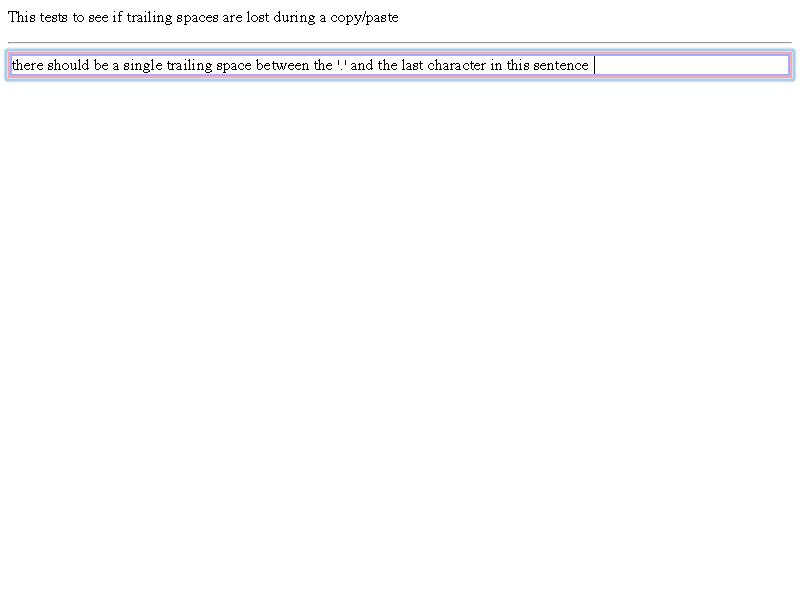 This tests to see if trailing spaces are lost during a copy/paste
there should be a single trailing space between the '.' and the last character in this sentence